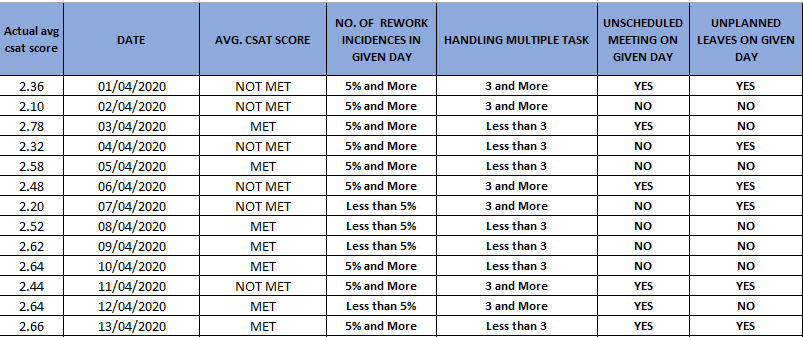 Actual avg csat score | DATE | AVG. CSAT SCORE | NO. OF REWORK INCIDENCES IN GIVEN DAY | HANDLING MULTIPLE TASK | UNSCHEDULED MEETING ON GIVEN DAY | UNPLANNED LEAVES ON GIVEN DAY
2.36 | 01/04/2020 | NOT MET | 5% and More | 3 and More | YES | YES
2.10 | 02/04/2020 | NOT MET | 5% and More | 3 and More | NO | NO
2.78 | 03/04/2020 | MET | 5% and More | Less than 3 | YES | NO
2.32 | 04/04/2020 | NOT MET | 5% and More | Less than 3 | NO | YES
2.58 | 05/04/2020 | MET | 5% and More | Less than 3 | NO | NO
2.48 | 06/04/2020 | NOT MET | 5% and More | 3 and More | YES | YES
2.20 | 07/04/2020 | NOT MET | Less than 5% | 3 and More | NO | YES
2.52 | 08/04/2020 | MET | Less than 5% | Less than 3 | NO | NO
2.62 | 09/04/2020 | MET | Less than 5% | Less than 3 | NO | NO
2.64 | 10/04/2020 | MET | 5% and More | Less than 3 | NO | NO
2.44 | 11/04/2020 | NOT MET | 5% and More | 3 and More | YES | YES
2.64 | 12/04/2020 | MET | Less than 5% | 3 and More | YES | NO
2.66 | 13/04/2020 | MET | 5% and More | Less than 3 | YES | YES